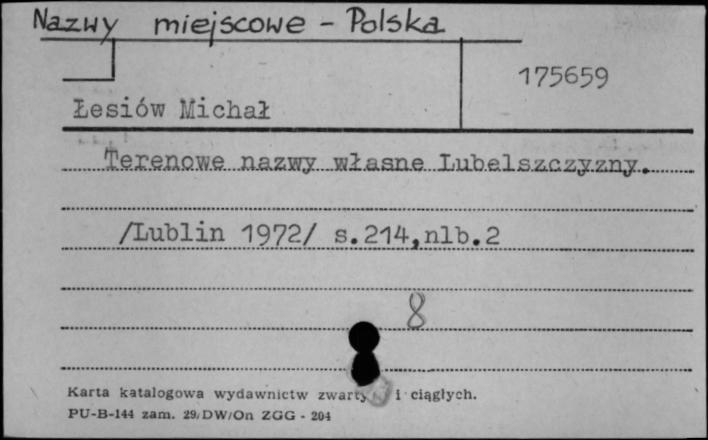 Nazwy miejscowe - Polska
175659
Łesiów Michał
Terenowe nazwy własne Lubelszczyzny.
/Lublin 1972/ s.214,nlb.2
8
Karta katalogowa wydawnictw i ciągłych.
PU-B-144 zam. 29/DW/On ZGG - 204